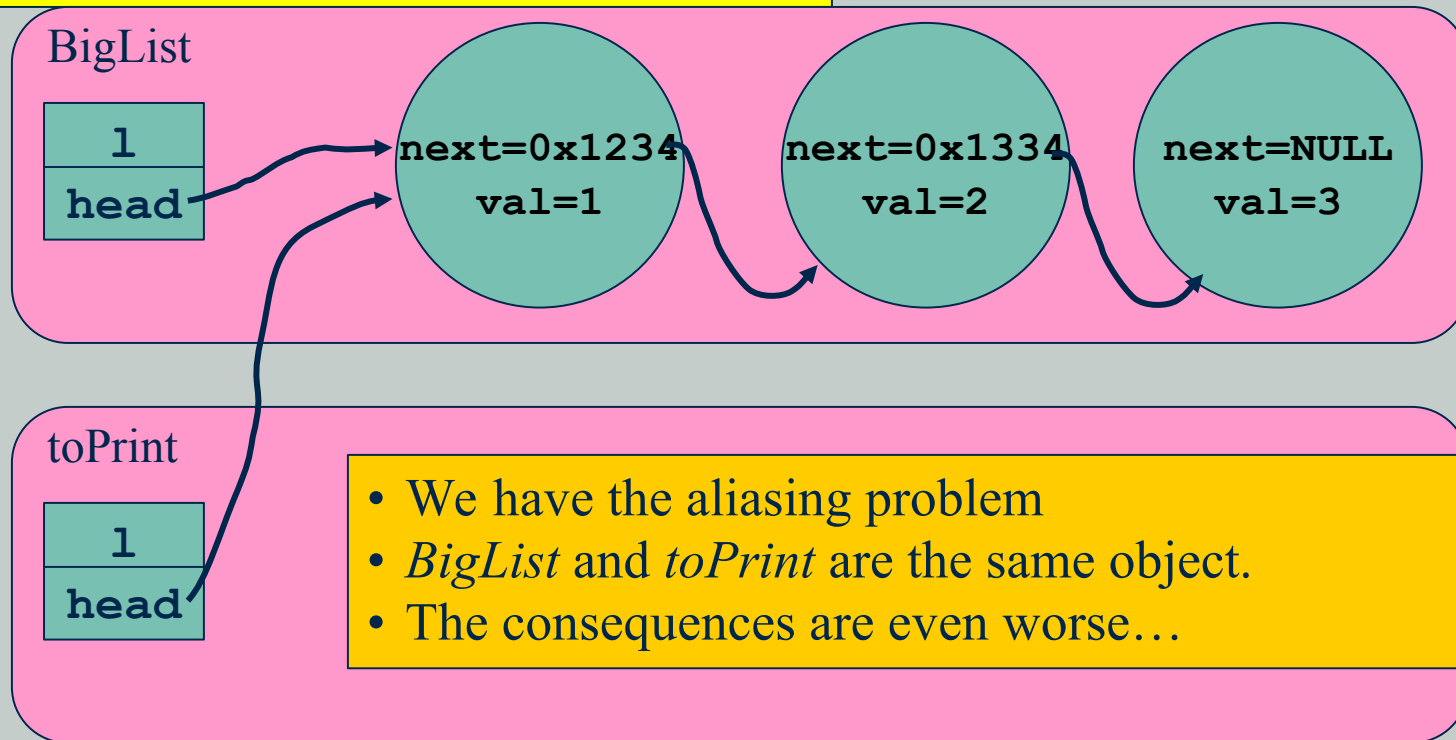 BigList
l
head
next=0x1234
val=1
next=0x1334
val=2
next=NULL
val=3
toPrint
l
head
• We have the aliasing problem
• BigList and toPrint are the same object.
• The consequences are even worse…